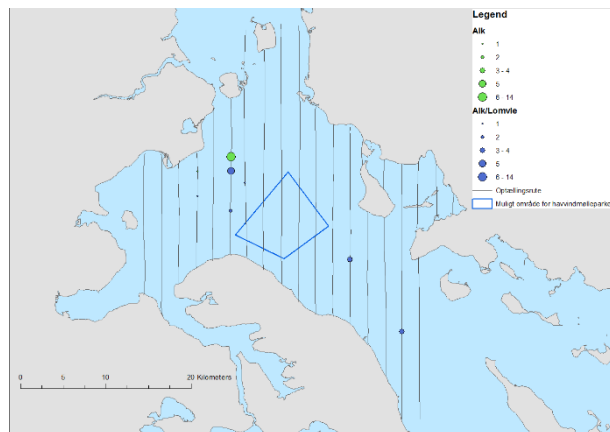 Legend
Alk
1
2
3 - 4
5
6 - 14
Alk/Lomvie
1
2
3 - 4
5
6 - 14
Optællingsrute
Muligt område for havvindmølleparke
0 5 10 20 Kilometers